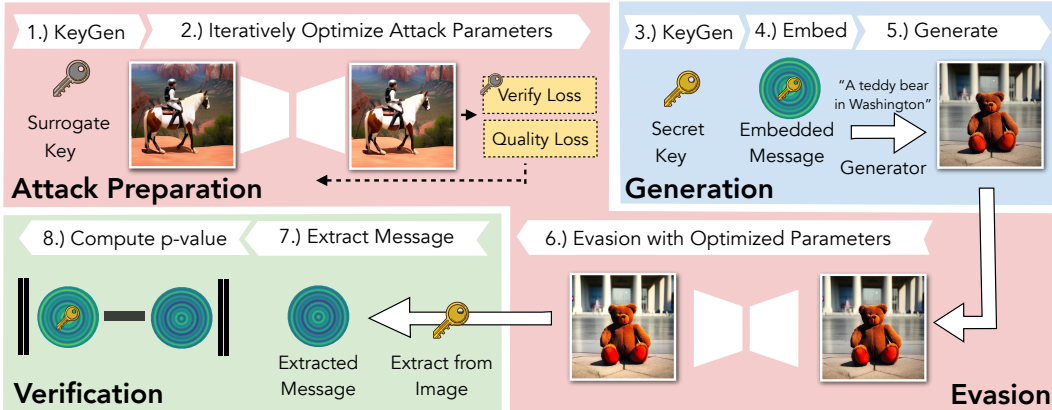 1.) KeyGen
2.) Iteratively Optimize Attack Parameters
Surrogate
Key
Verify Loss
Quality Loss
Attack Preparation
3.) KeyGen
4.) Embed
5.) Generate
Secret
Key
Embedded
Message
"A teddy bear
in Washington"
Generator
Generation
8.) Compute p-value
7.) Extract Message
Extracted
Message
Extract from
Image
Verification
6.) Evasion with Optimized Parameters
Evasion